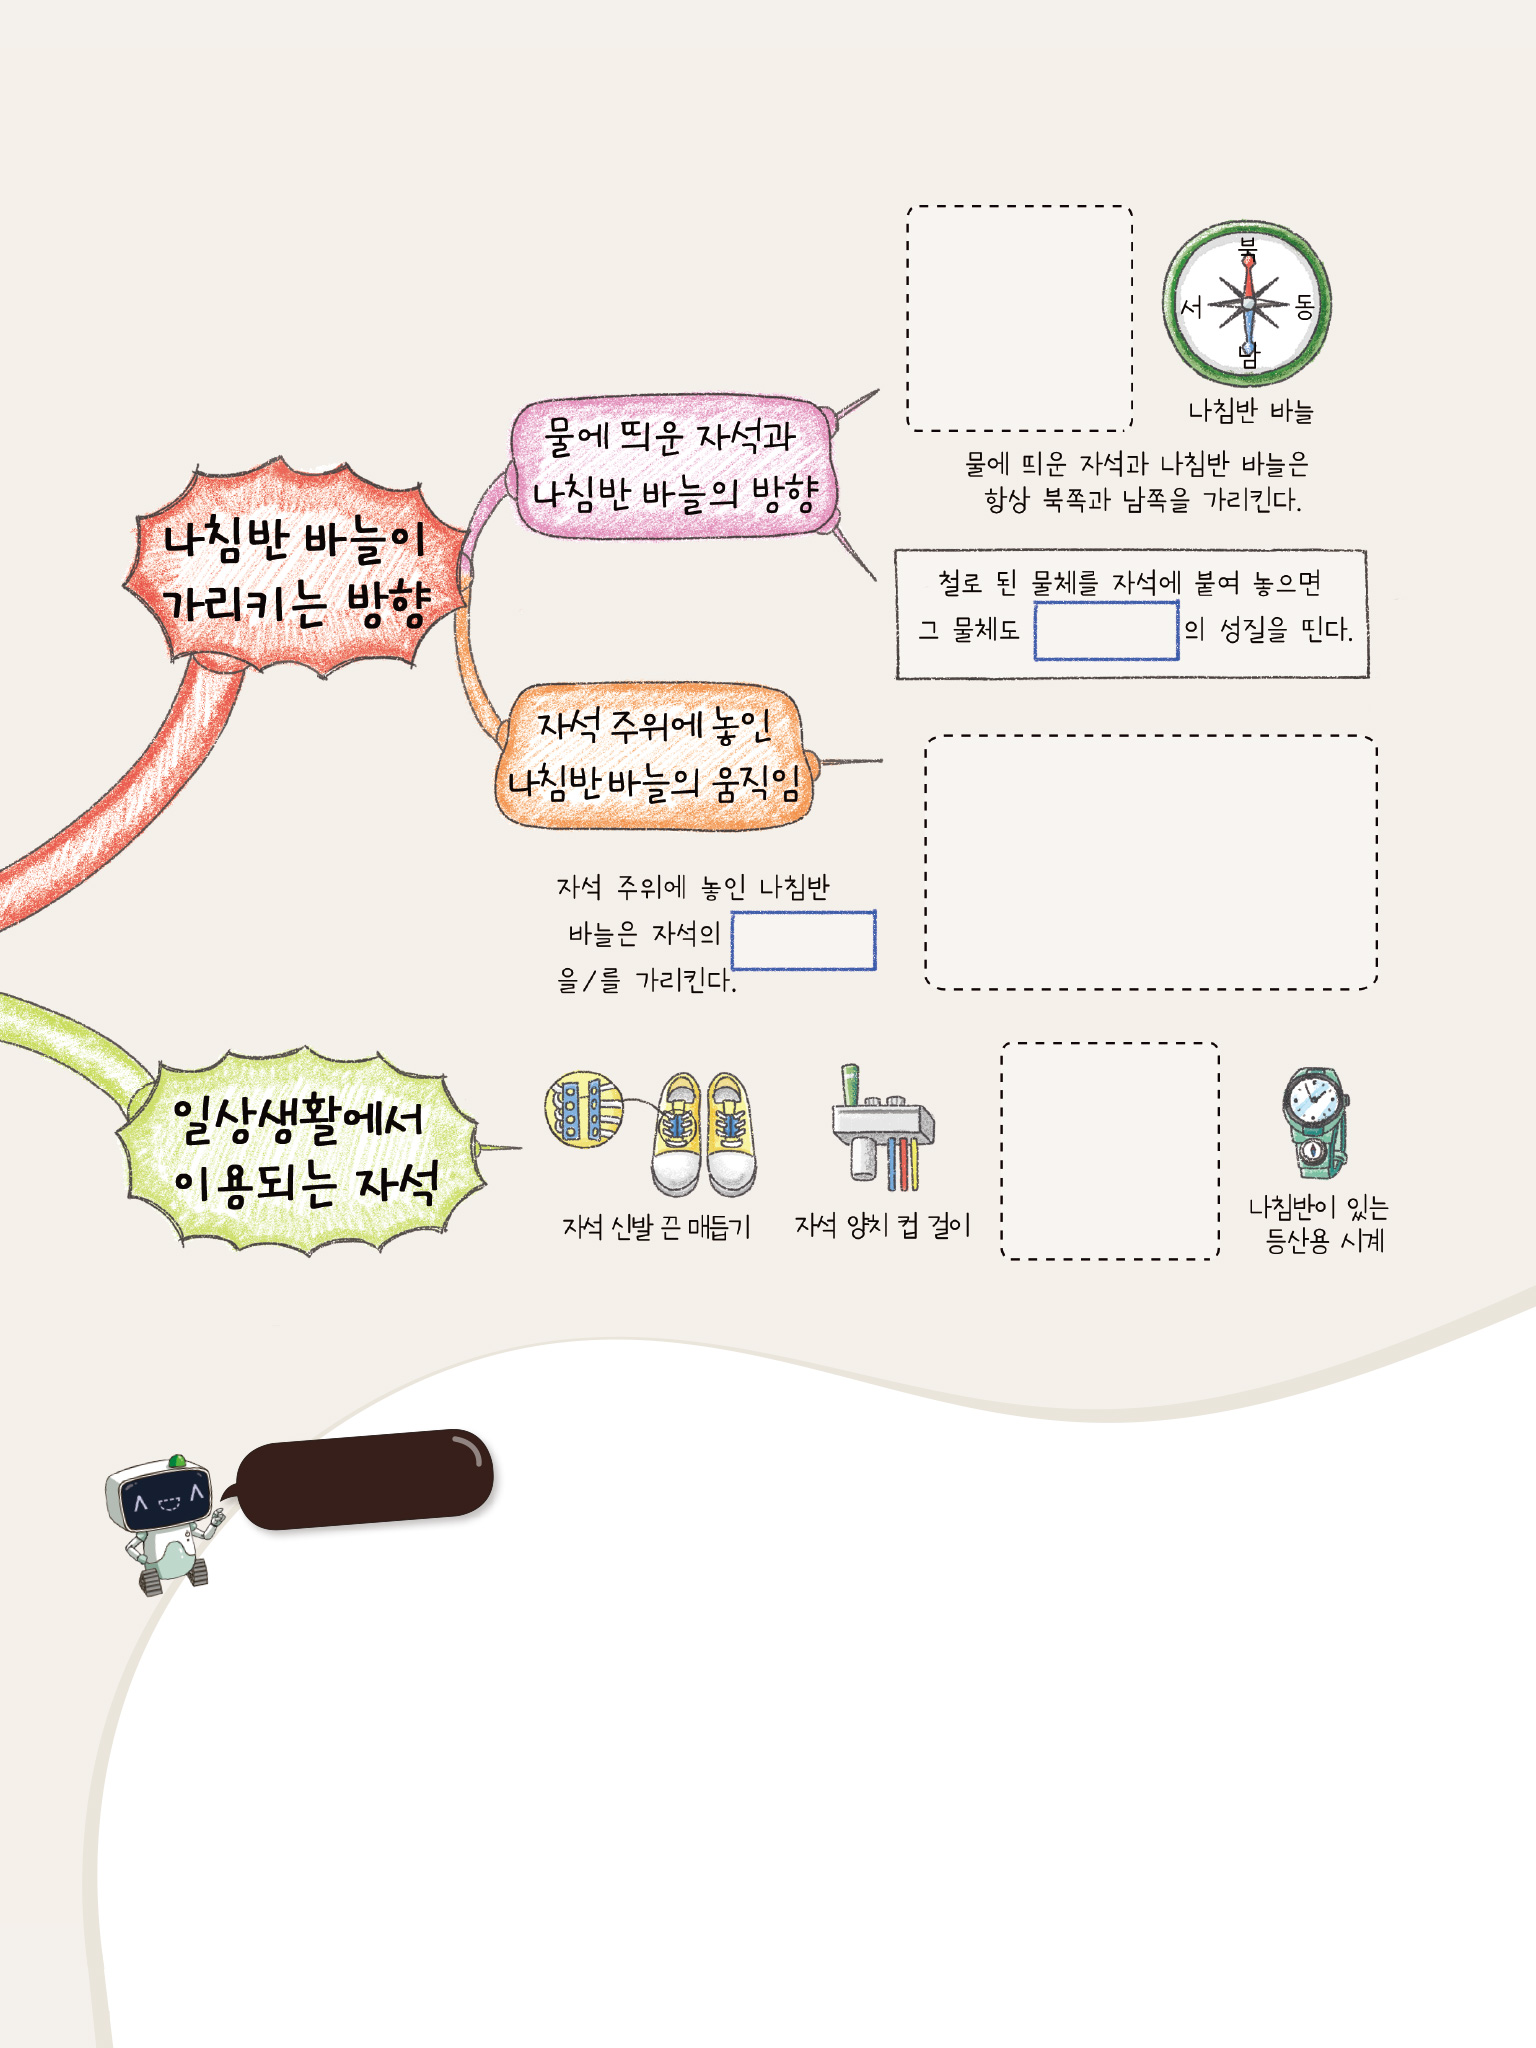 북
서
동
남
나침반 바늘
물에 띄운 자석과
나침반 바늘의 방향
물에 띄운 자석과 나침반 바늘은
항상 북쪽과 남쪽을 가리킨다.
나침반 바늘이
가리키는 방향
철로 된 물체를 자석에 붙여 놓으면
그 물체도
의 성질을 띤다.
자석 주위에 놓인
나침반 바늘의 움직임
자석 주위에 놓인 나침반
바늘은 자석의
을/를 가리킨다.
일상생활에서
이용되는 자석
자석 신발 끈 매듭기
자석 양치 컵 걸이
나침반이 있는
등산용 시계